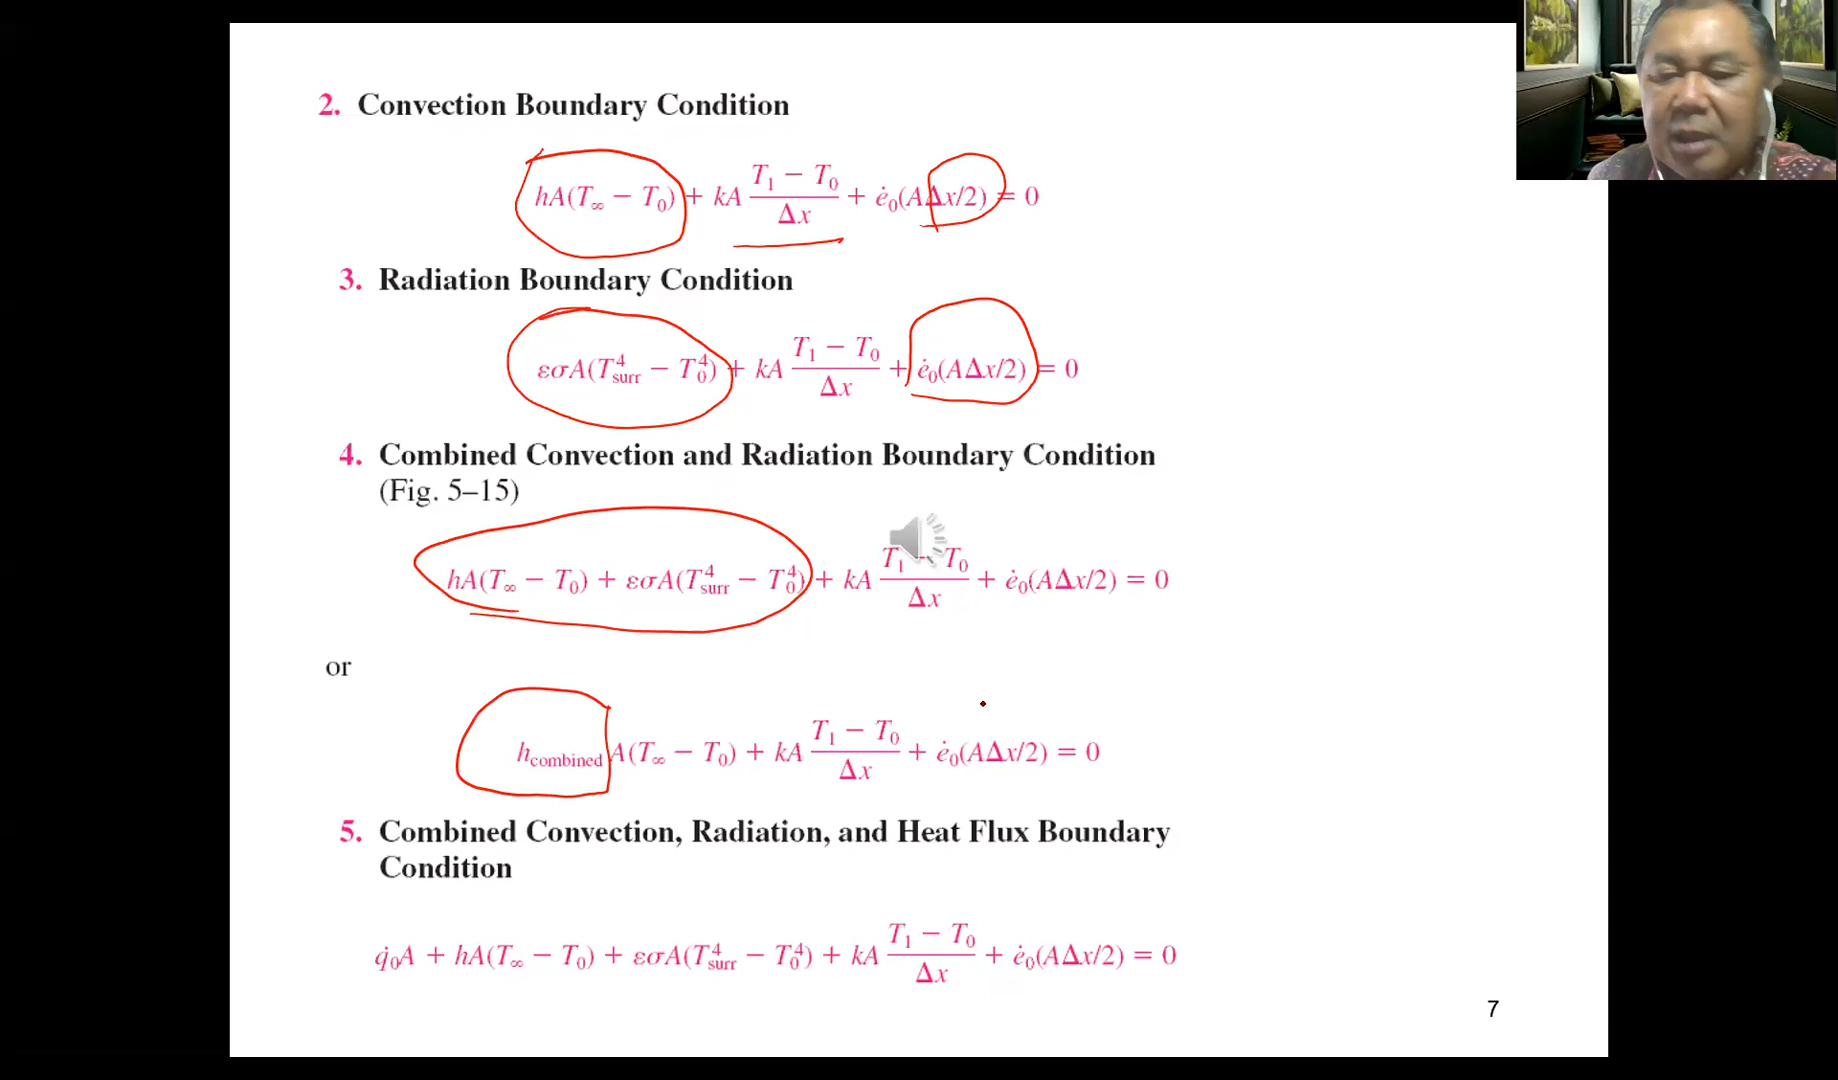 2. Convection Boundary Condition
hA(T∞ − T₀) + kA (T₁ − T₀)/Δx + ė₀(AΔx/2) = 0
3. Radiation Boundary Condition
εσA(T⁴surr − T₀⁴) + kA (T₁ − T₀)/Δx + ė₀(AΔx/2) = 0
4. Combined Convection and Radiation Boundary Condition
(Fig. 5–15)
hA(T∞ − T₀) + εσA(T⁴surr − T₀⁴) + kA (T₁ − T₀)/Δx + ė₀(AΔx/2) = 0
or
hcombined A(T∞ − T₀) + kA (T₁ − T₀)/Δx + ė₀(AΔx/2) = 0
5. Combined Convection, Radiation, and Heat Flux Boundary
Condition
q̇₀A + hA(T∞ − T₀) + εσA(T⁴surr − T₀⁴) + kA (T₁ − T₀)/Δx + ė₀(AΔx/2) = 0
7